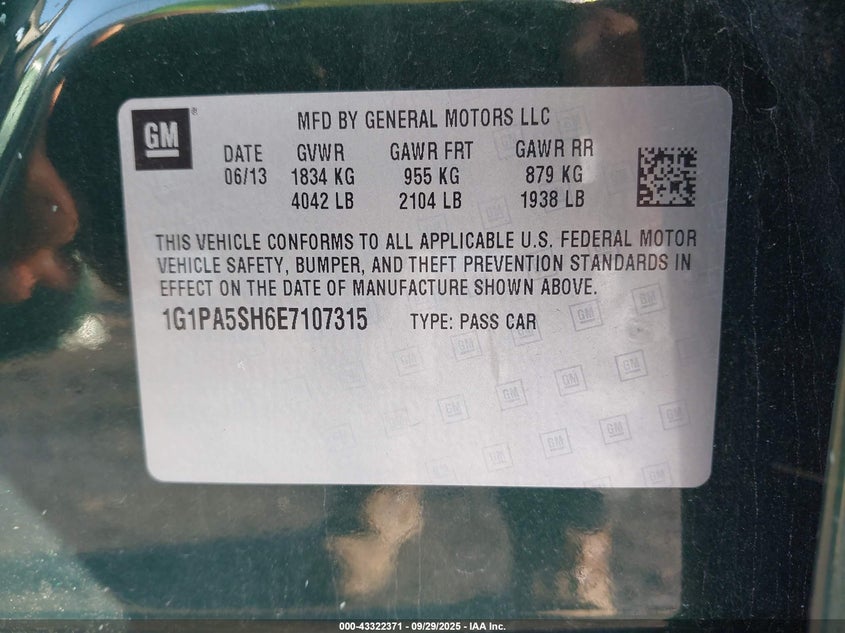 GM
MFD BY GENERAL MOTORS LLC
DATE GVWR GAWR FRT GAWR RR
06/13 1834 KG 955 KG 879 KG
4042 LB 2104 LB 1938 LB
THIS VEHICLE CONFORMS TO ALL APPLICABLE U.S. FEDERAL MOTOR
VEHICLE SAFETY, BUMPER, AND THEFT PREVENTION STANDARDS IN
EFFECT ON THE DATE OF MANUFACTURE SHOWN ABOVE.
1G1PA5SH6E7107315 TYPE: PASS CAR
000-43322371 - 09/29/2025 - IAA Inc.